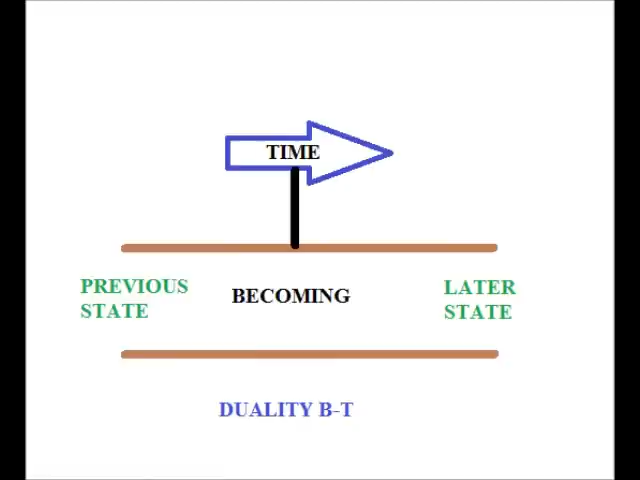 TIME
PREVIOUS
STATE
BECOMING
LATER
STATE
DUALITY B-T